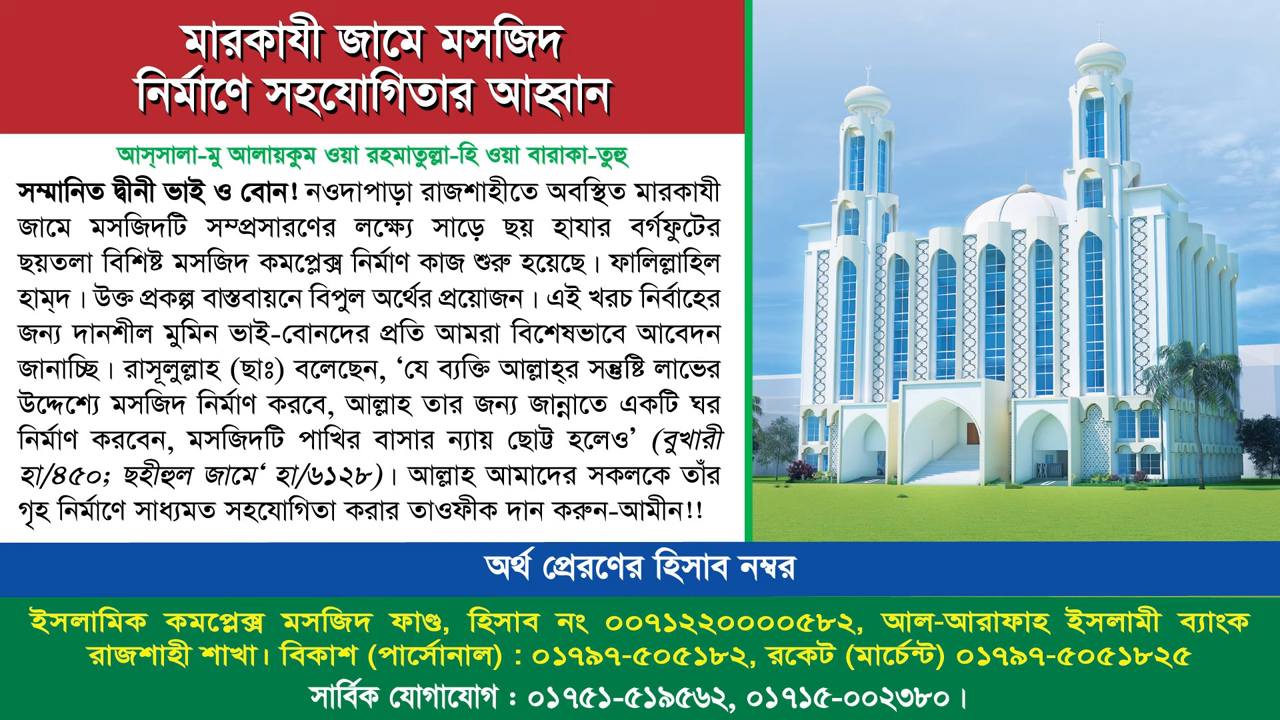 মারকাযী জামে মসজিদ
নির্মাণে সহযোগিতার আহ্বান
আস্সালা-মু আলায়কুম ওয়া রহমাতুল্লা-হি ওয়া বারাকা-তুহু
সম্মানিত দ্বীনী ভাই ও বোন! নওদাপাড়া রাজশাহীতে অবস্থিত মারকাযী
জামে মসজিদটি সম্প্রসারণের লক্ষ্যে সাড়ে ছয় হাযার বর্গফুটের
ছয়তলা বিশিষ্ট মসজিদ কমপ্লেক্স নির্মাণ কাজ শুরু হয়েছে। ফালিল্লাহিল
হাম্দ। উক্ত প্রকল্প বাস্তবায়নে বিপুল অর্থের প্রয়োজন। এই খরচ নির্বাহের
জন্য দানশীল মুমিন ভাই-বোনদের প্রতি আমরা বিশেষভাবে আবেদন
জানাচ্ছি। রাসূলুল্লাহ (ছাঃ) বলেছেন, ‘যে ব্যক্তি আল্লাহ্র সন্তুষ্টি লাভের
উদ্দেশ্যে মসজিদ নির্মাণ করবে, আল্লাহ তার জন্য জান্নাতে একটি ঘর
নির্মাণ করবেন, মসজিদটি পাখির বাসার ন্যায় ছোট্ট হলেও’ (বুখারী
হা/৪৫০; ছহীহুল জামে‘ হা/৬১২৮)। আল্লাহ আমাদের সকলকে তাঁর
গৃহ নির্মাণে সাধ্যমত সহযোগিতা করার তাওফীক দান করুন-আমীন!!
অর্থ প্রেরণের হিসাব নম্বর
ইসলামিক কমপ্লেক্স মসজিদ ফাণ্ড, হিসাব নং ০০৭১২২০০০০৫৮২, আল-আরাফাহ ইসলামী ব্যাংক
রাজশাহী শাখা। বিকাশ (পার্সোনাল) : ০১৭৯৭-৫০৫১৮২, রকেট (মার্চেন্ট) ০১৭৯৭-৫০৫১৮২৫
সার্বিক যোগাযোগ : ০১৭৫১-৫১৯৫৬২, ০১৭১৫-০০২৩৮০।